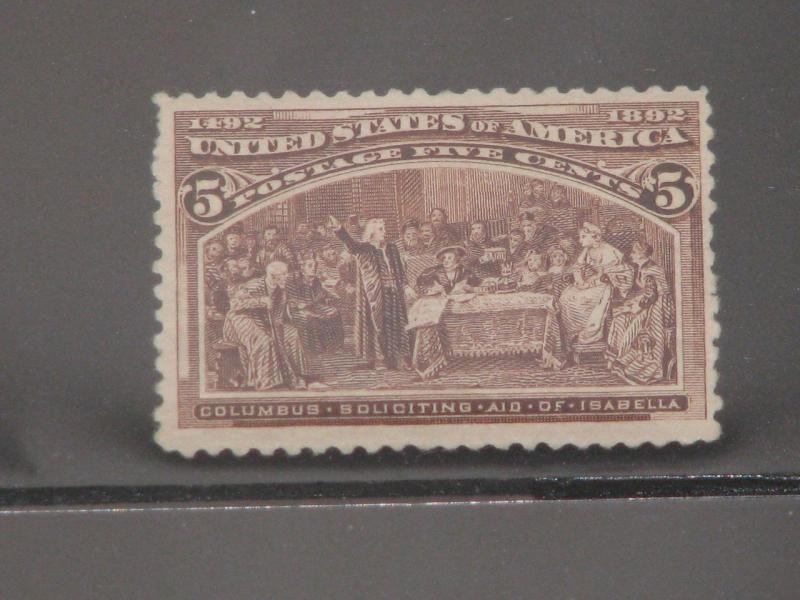 1492 1892
UNITED STATES OF AMERICA
5 POSTAGE FIVE CENTS 5
COLUMBUS · SOLICITING · AID · OF · ISABELLA